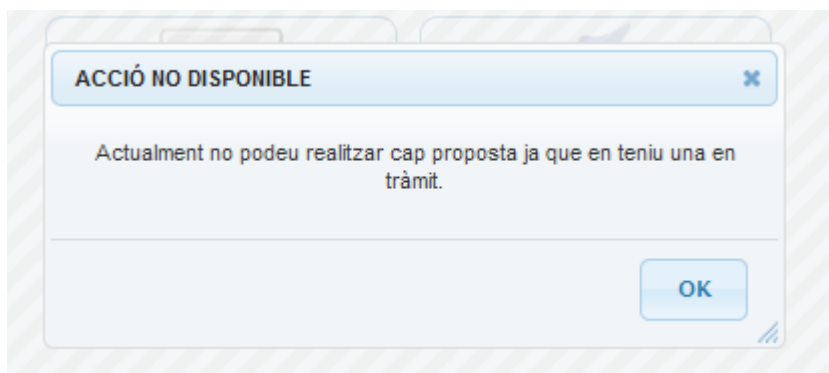 ACCIÓ NO DISPONIBLE
Actualment no podeu realitzar cap proposta ja que en teniu una en
tràmit.
OK